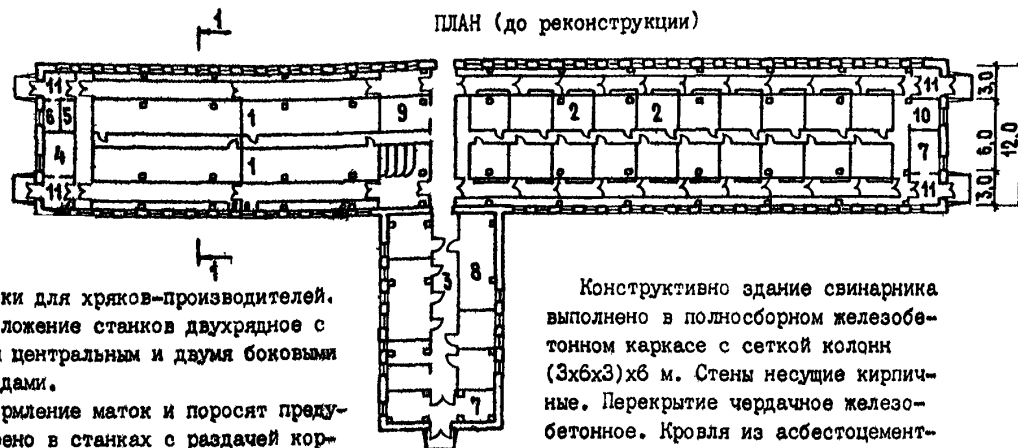 ПЛАН (до реконструкции)
1
11
6 5
4
11
1
1
9
2
2
10
7
11
11
3,0
6,0
3,0
12,0
1
3
8
7
ки для хряков-производителей.
ложение станков двухрядное с
центральным и двумя боковыми
дами.
рмление маток и поросят преду-
ено в станках с раздачей кор-
Конструктивно здание свинарника
выполнено в полносборном железобе-
тонном каркасе с сеткой колонн
(3х6х3)х6 м. Стены несущие кирпич-
ные. Перекрытие чердачное железо-
бетонное. Кровля из асбестоцемент-